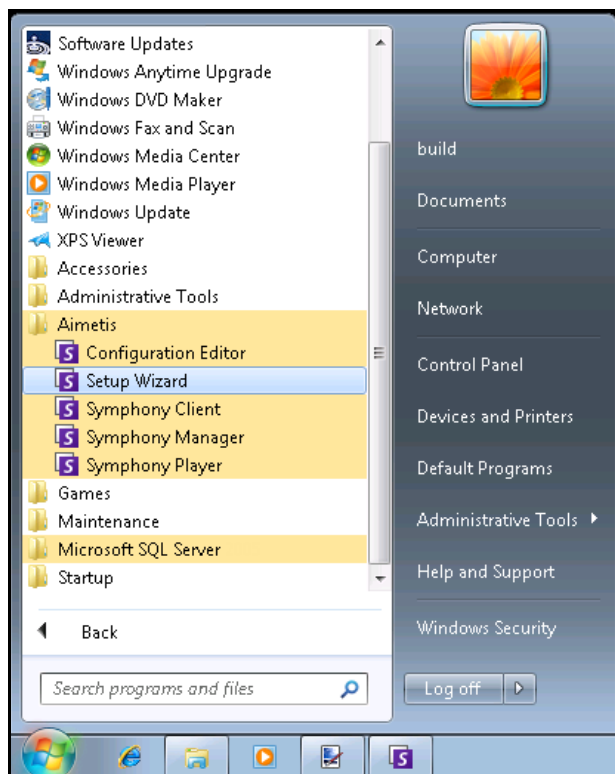 Software Updates
Windows Anytime Upgrade
Windows DVD Maker
Windows Fax and Scan
Windows Media Center
Windows Media Player
Windows Update
XPS Viewer
Accessories
Administrative Tools
Aimetis
Configuration Editor
Setup Wizard
Symphony Client
Symphony Manager
Symphony Player
Games
Maintenance
Microsoft SQL Server
Startup
Back
Search programs and files
build
Documents
Computer
Network
Control Panel
Devices and Printers
Default Programs
Administrative Tools
Help and Support
Windows Security
Log off